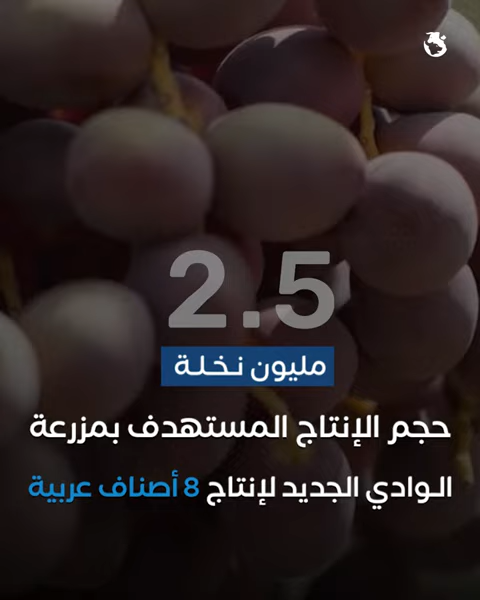 2.5
مليون نخلة
حجم الإنتاج المستهدف بمزرعة
الوادي الجديد لإنتاج 8 أصناف عربية